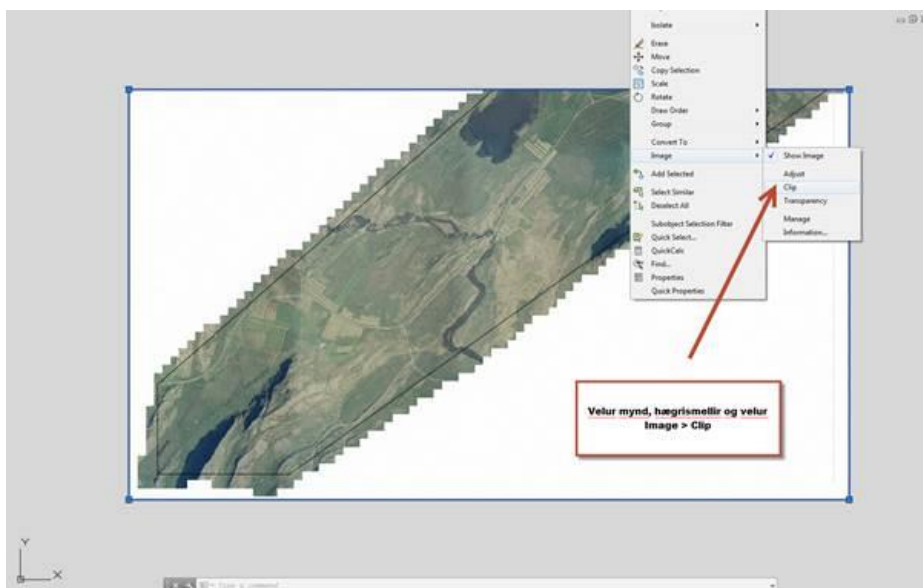 Isolate
Erase
Move
Copy Selection
Scale
Rotate
Draw Order
Group
Convert To
Image
Add Selected
Select Similar
Deselect All
Subobject Selection Filter
Quick Select...
QuickCalc
Find...
Properties
Quick Properties
Show Image
Adjust
Clip
Transparency
Manage
Information...
Velur mynd, hægrismellir og velur
Image > Clip
Y
X
Type a command